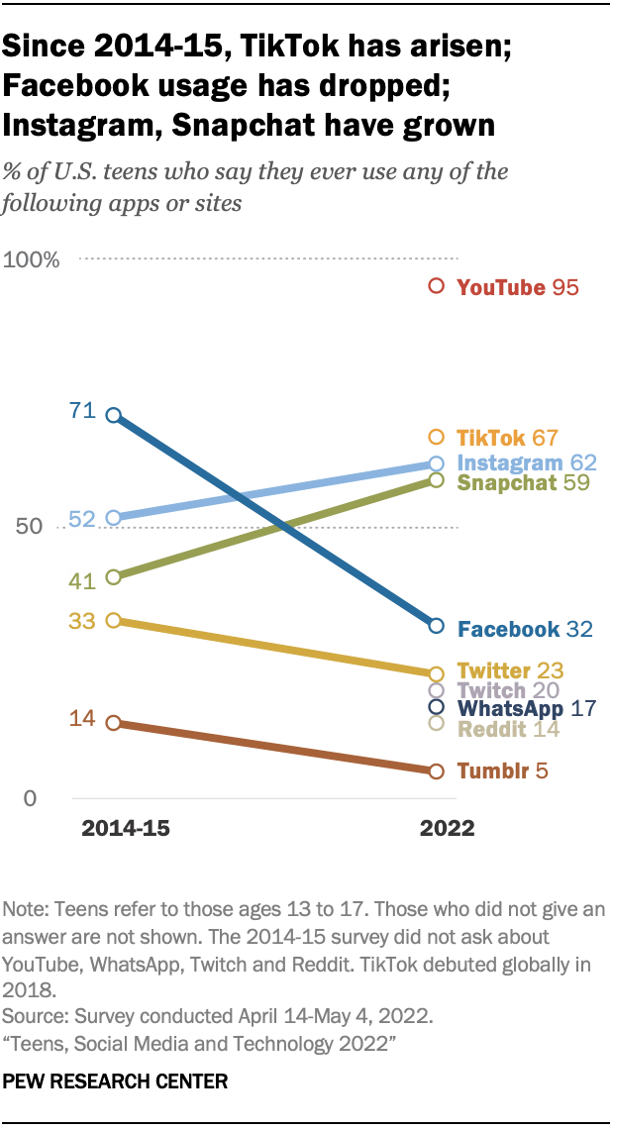 Since 2014-15, TikTok has arisen;
Facebook usage has dropped;
Instagram, Snapchat have grown
% of U.S. teens who say they ever use any of the
following apps or sites
100%
YouTube 95
71
TikTok 67
Instagram 62
Snapchat 59
52
50
41
33
Facebook 32
Twitter 23
Twitch 20
WhatsApp 17
14
Reddit 14
Tumblr 5
0
2014-15 2022
Note: Teens refer to those ages 13 to 17. Those who did not give an
answer are not shown. The 2014-15 survey did not ask about
YouTube, WhatsApp, Twitch and Reddit. TikTok debuted globally in
2018.
Source: Survey conducted April 14-May 4, 2022.
“Teens, Social Media and Technology 2022”
PEW RESEARCH CENTER